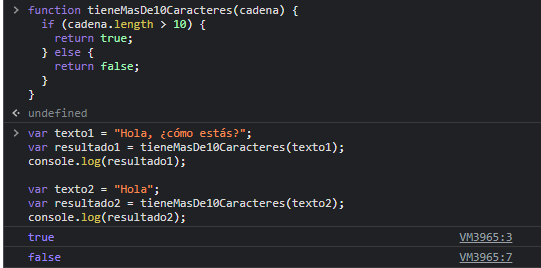 function tieneMasDe10Caracteres(cadena) {
if (cadena.length > 10) {
return true;
} else {
return false;
}
}
undefined
var texto1 = "Hola, ¿cómo estás?";
var resultado1 = tieneMasDe10Caracteres(texto1);
console.log(resultado1);
var texto2 = "Hola";
var resultado2 = tieneMasDe10Caracteres(texto2);
console.log(resultado2);
true VM3965:3
false VM3965:7